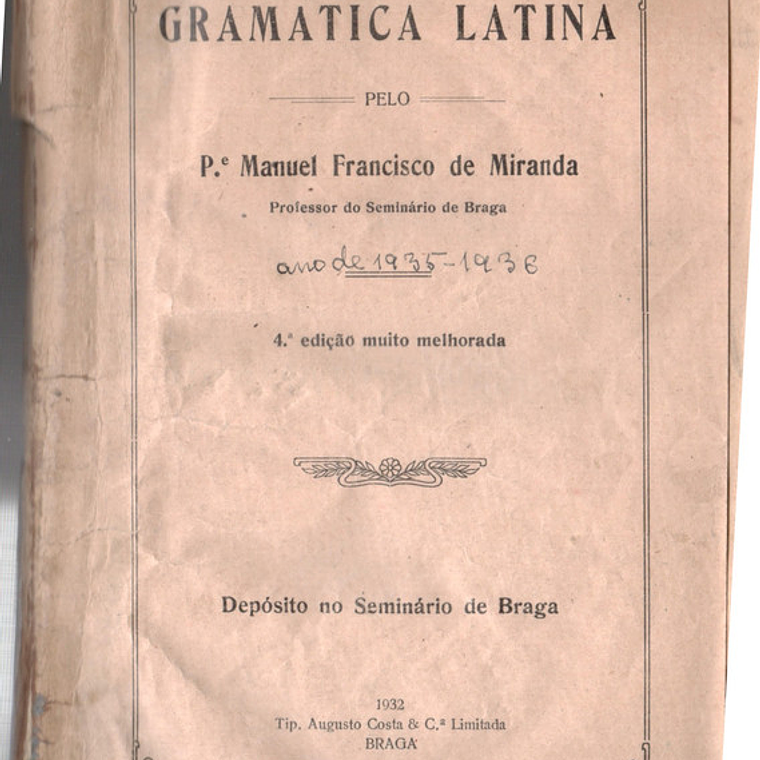 GRAMATICA LATINA
PELO
P.e Manuel Francisco de Miranda
Professor do Seminário de Braga
ano de 1935-1936
4.ª edição muito melhorada
Depósito no Seminário de Braga
1932
Tip. Augusto Costa & C.ª Limitada
BRAGA